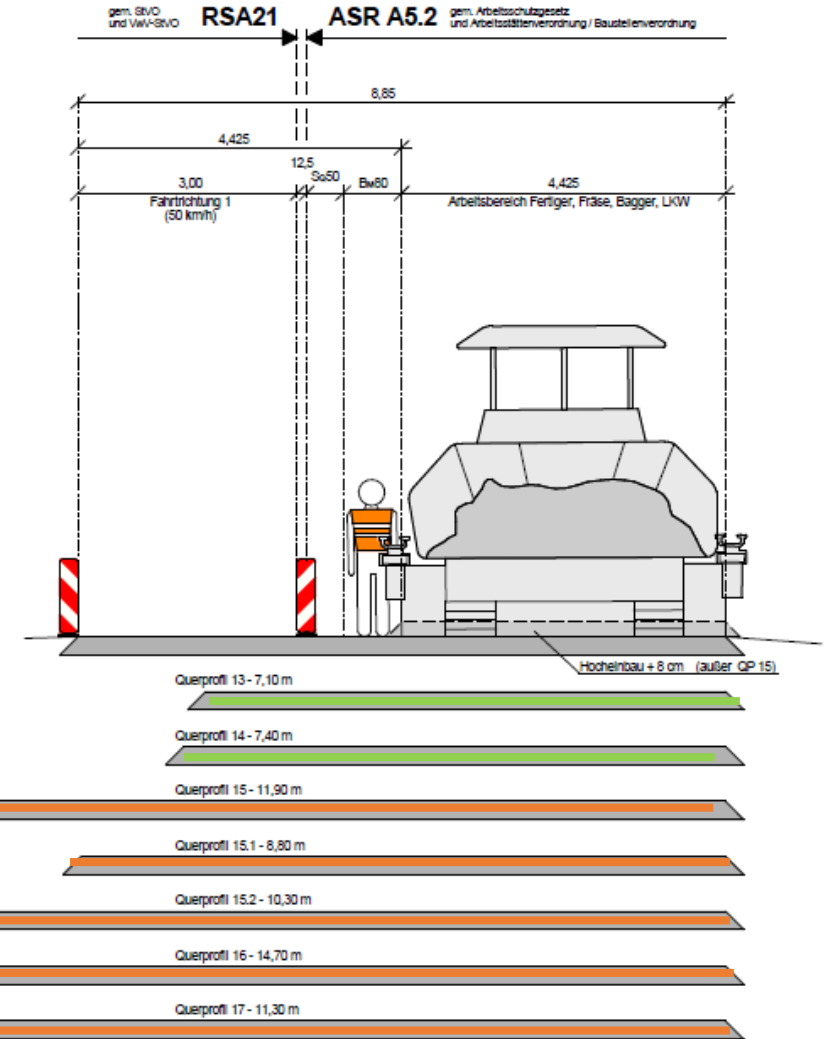 gem. StVO
und VwV-StVO
RSA21
ASR A5.2
gem. Arbeitsschutzgesetz
und Arbeitsstättenverordnung / Baustellenverordnung
8,85
4,425
12,5
3,00
SQ50
BM80
4,425
Fahrtrichtung 1
(50 km/h)
Arbeitsbereich Fertiger, Fräse, Bagger, LKW
Hocheinbau + 8 cm (außer QP 15)
Querprofil 13 - 7,10 m
Querprofil 14 - 7,40 m
Querprofil 15 - 11,90 m
Querprofil 15.1 - 8,80 m
Querprofil 15.2 - 10,30 m
Querprofil 16 - 14,70 m
Querprofil 17 - 11,30 m